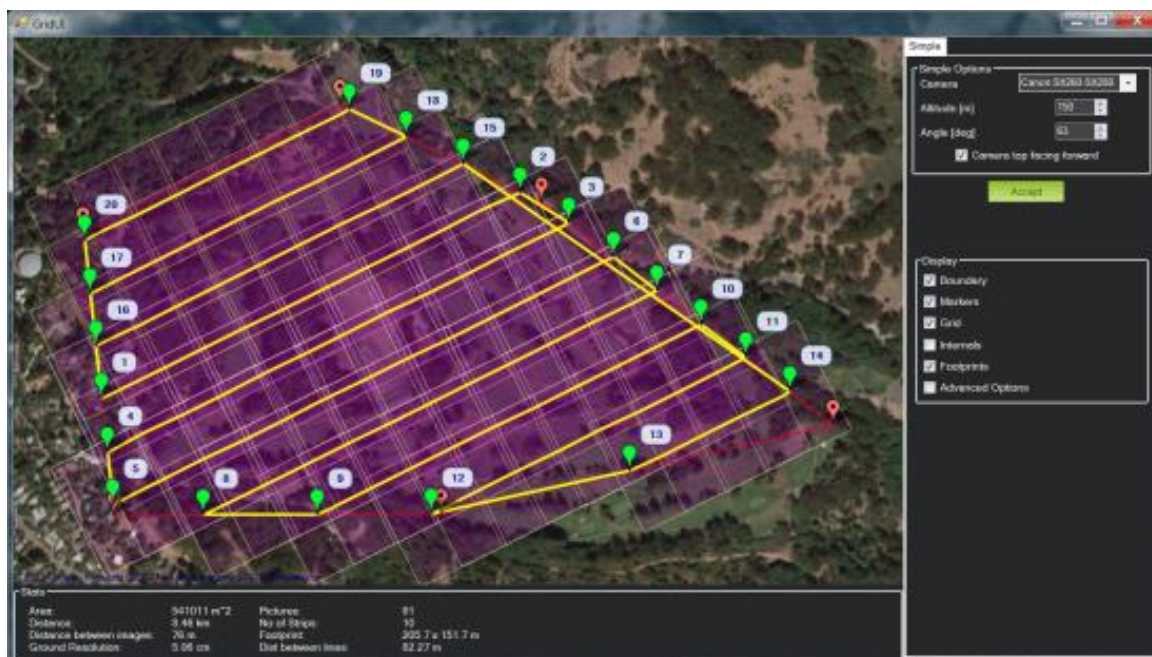 GridUI
Simple
Simple Options
Camera
Canon SX260 SX280
Altitude [m]
150
Angle [deg]
63
Camera top facing forward
Accept
Display
Boundery
Markers
Grid
Internals
Footprints
Advanced Options
19
18
15
2
3
6
7
10
11
14
20
17
16
1
4
5
8
9
12
13
Stats
Area: 941011 m^2 Pictures: 81
Distance: 8.46 km No of Strips: 10
Distance between images: 76 m Footprint: 205.7 x 151.7 m
Ground Resolution: 5.06 cm Dist between lines: 82.27 m